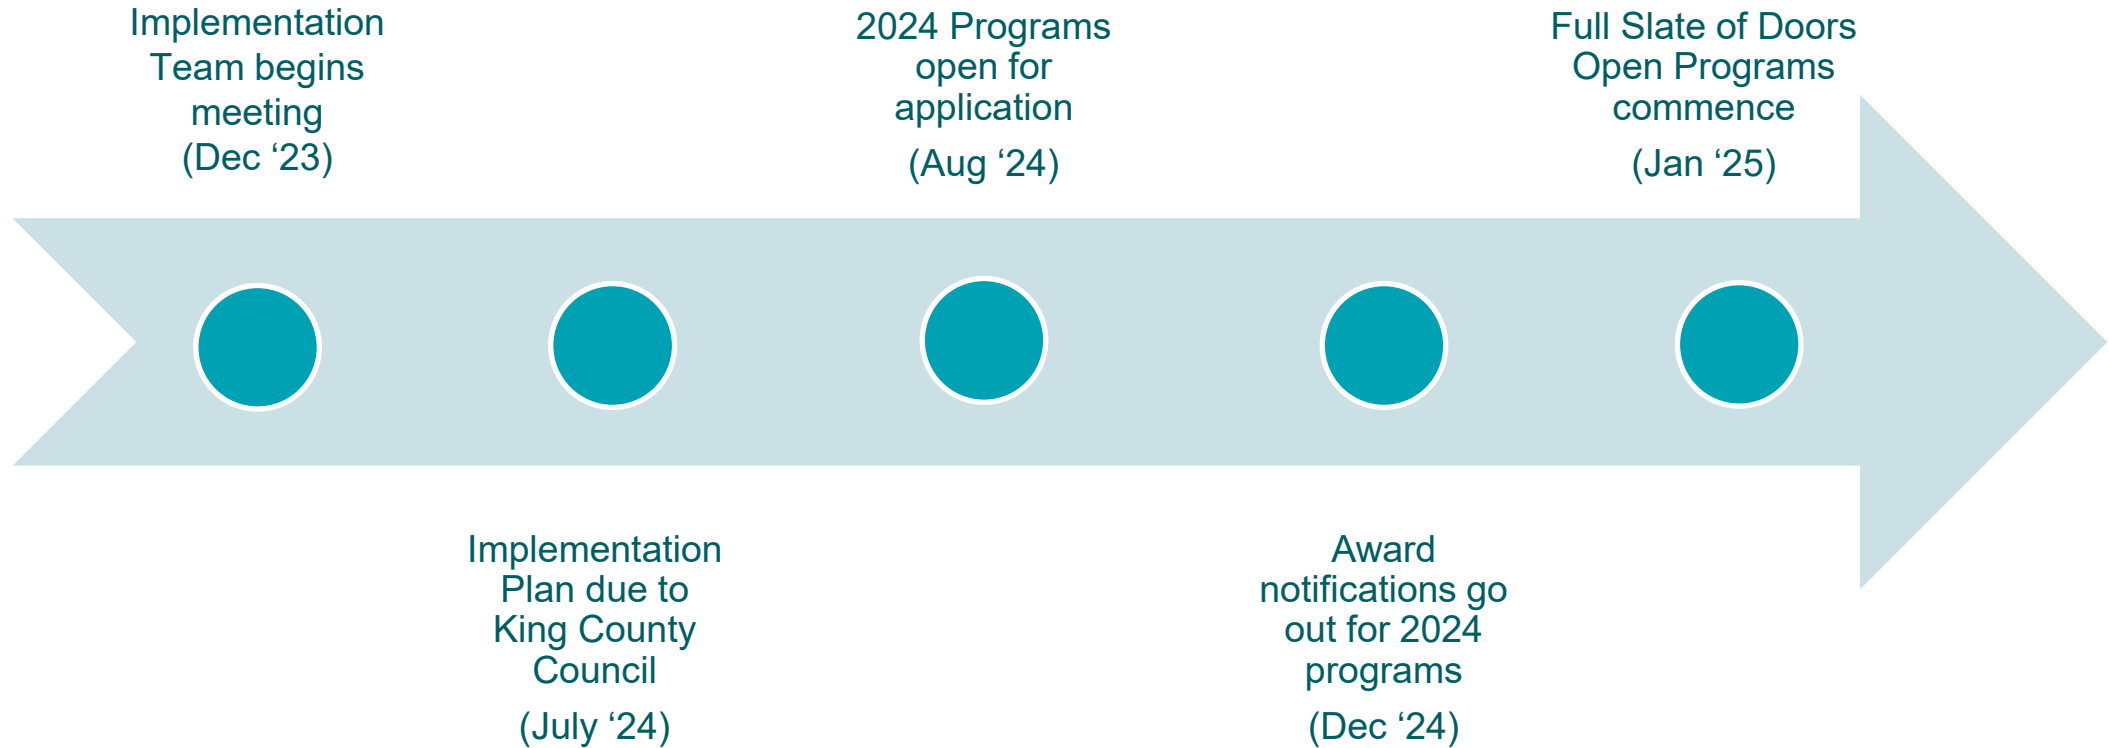 Implementation
Team begins
meeting
(Dec ‘23)
Implementation
Plan due to
King County
Council
(July ‘24)
2024 Programs
open for
application
(Aug ‘24)
Award
notifications go
out for 2024
programs
(Dec ‘24)
Full Slate of Doors
Open Programs
commence
(Jan ‘25)